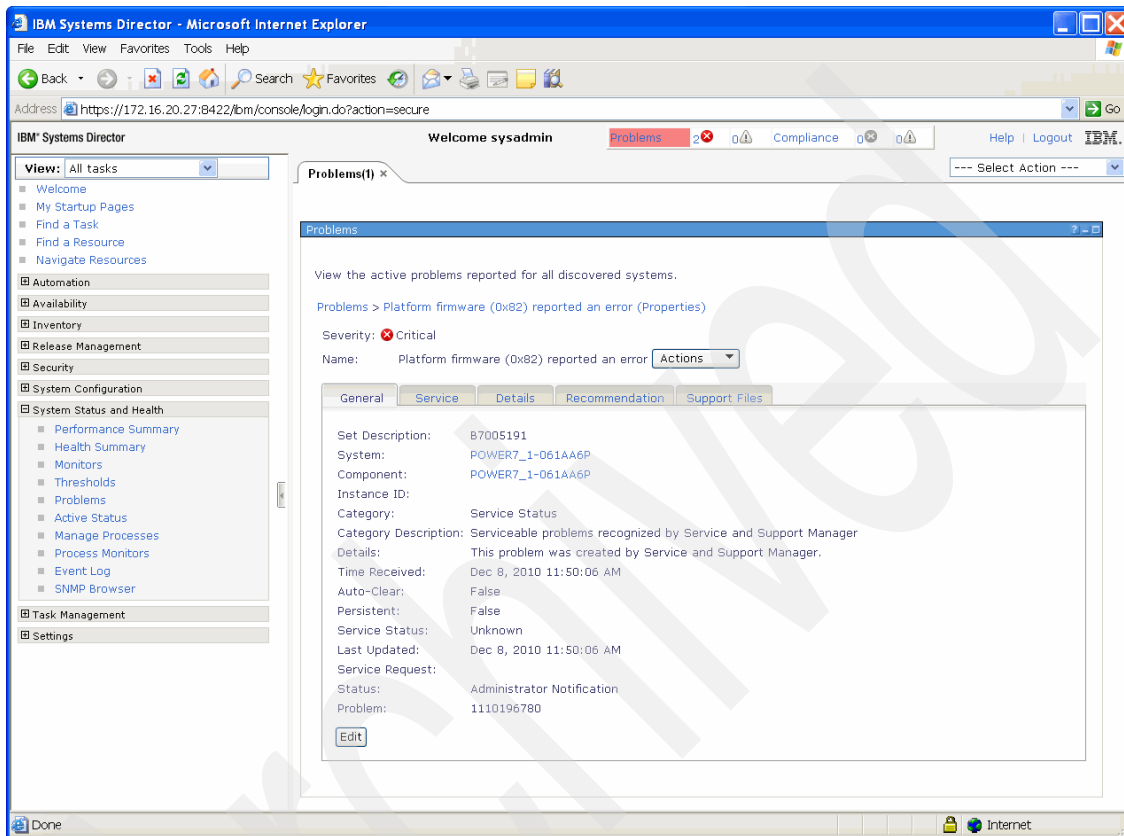 IBM Systems Director - Microsoft Internet Explorer
File Edit View Favorites Tools Help
Back Search Favorites
Address https://172.16.20.27:8422/ibm/console/login.do?action=secure Go
IBM® Systems Director Welcome sysadmin Problems 2 0 Compliance 0 0 Help | Logout IBM.
View: All tasks
Problems(1) ×
--- Select Action ---
Welcome
My Startup Pages
Find a Task
Find a Resource
Navigate Resources
Automation
Availability
Inventory
Release Management
Security
System Configuration
System Status and Health
Performance Summary
Health Summary
Monitors
Thresholds
Problems
Active Status
Manage Processes
Process Monitors
Event Log
SNMP Browser
Task Management
Settings
Problems ?
View the active problems reported for all discovered systems.
Problems > Platform firmware (0x82) reported an error (Properties)
Severity: Critical
Name: Platform firmware (0x82) reported an error Actions
General Service Details Recommendation Support Files
Set Description: B7005191
System: POWER7_1-061AA6P
Component: POWER7_1-061AA6P
Instance ID:
Category: Service Status
Category Description: Serviceable problems recognized by Service and Support Manager
Details: This problem was created by Service and Support Manager.
Time Received: Dec 8, 2010 11:50:06 AM
Auto-Clear: False
Persistent: False
Service Status: Unknown
Last Updated: Dec 8, 2010 11:50:06 AM
Service Request:
Status: Administrator Notification
Problem: 1110196780
Edit
Done Internet